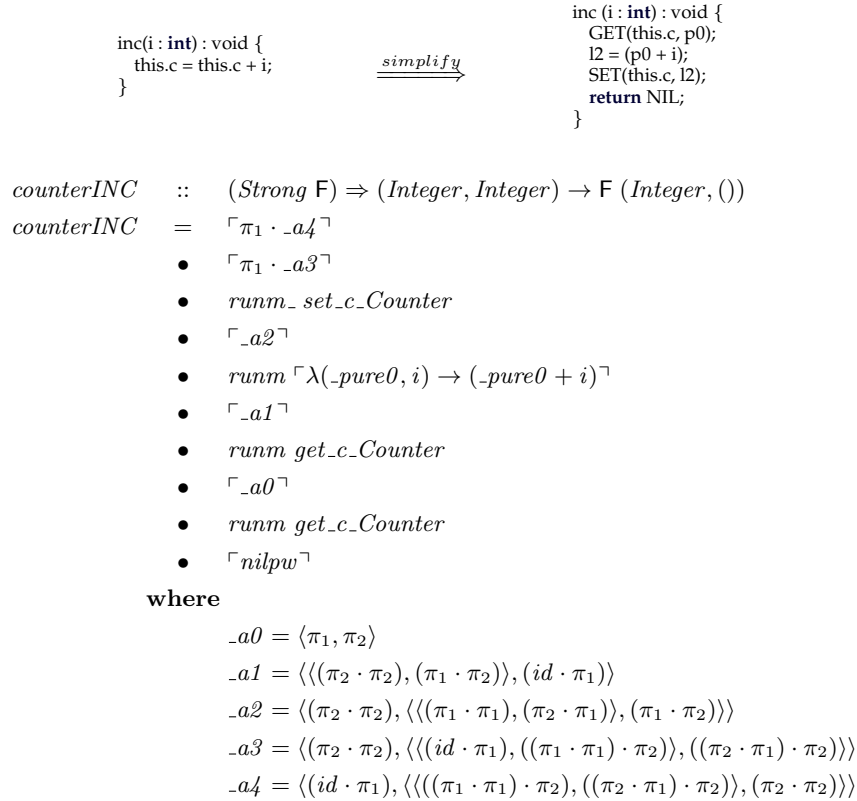 inc(i : int) : void {
this.c = this.c + i;
}
simplify
⟹
inc (i : int) : void {
GET(this.c, p0);
l2 = (p0 + i);
SET(this.c, l2);
return NIL;
}
counterINC :: (Strong F) ⇒ (Integer, Integer) → F (Integer, ())
counterINC = ⌜π₁ · _a4⌝
• ⌜π₁ · _a3⌝
• runm_ set_c_Counter
• ⌜_a2⌝
• runm ⌜λ(_pure0, i) → (_pure0 + i)⌝
• ⌜_a1⌝
• runm get_c_Counter
• ⌜_a0⌝
• runm get_c_Counter
• ⌜nilpw⌝
where
_a0 = ⟨π₁, π₂⟩
_a1 = ⟨⟨(π₂ · π₂), (π₁ · π₂)⟩, (id · π₁)⟩
_a2 = ⟨(π₂ · π₂), ⟨⟨(π₁ · π₁), (π₂ · π₁)⟩, (π₁ · π₂)⟩⟩
_a3 = ⟨(π₂ · π₂), ⟨⟨(id · π₁), ((π₁ · π₁) · π₂)⟩, ((π₂ · π₁) · π₂)⟩⟩
_a4 = ⟨(id · π₁), ⟨⟨((π₁ · π₁) · π₂), ((π₂ · π₁) · π₂)⟩, (π₂ · π₂)⟩⟩